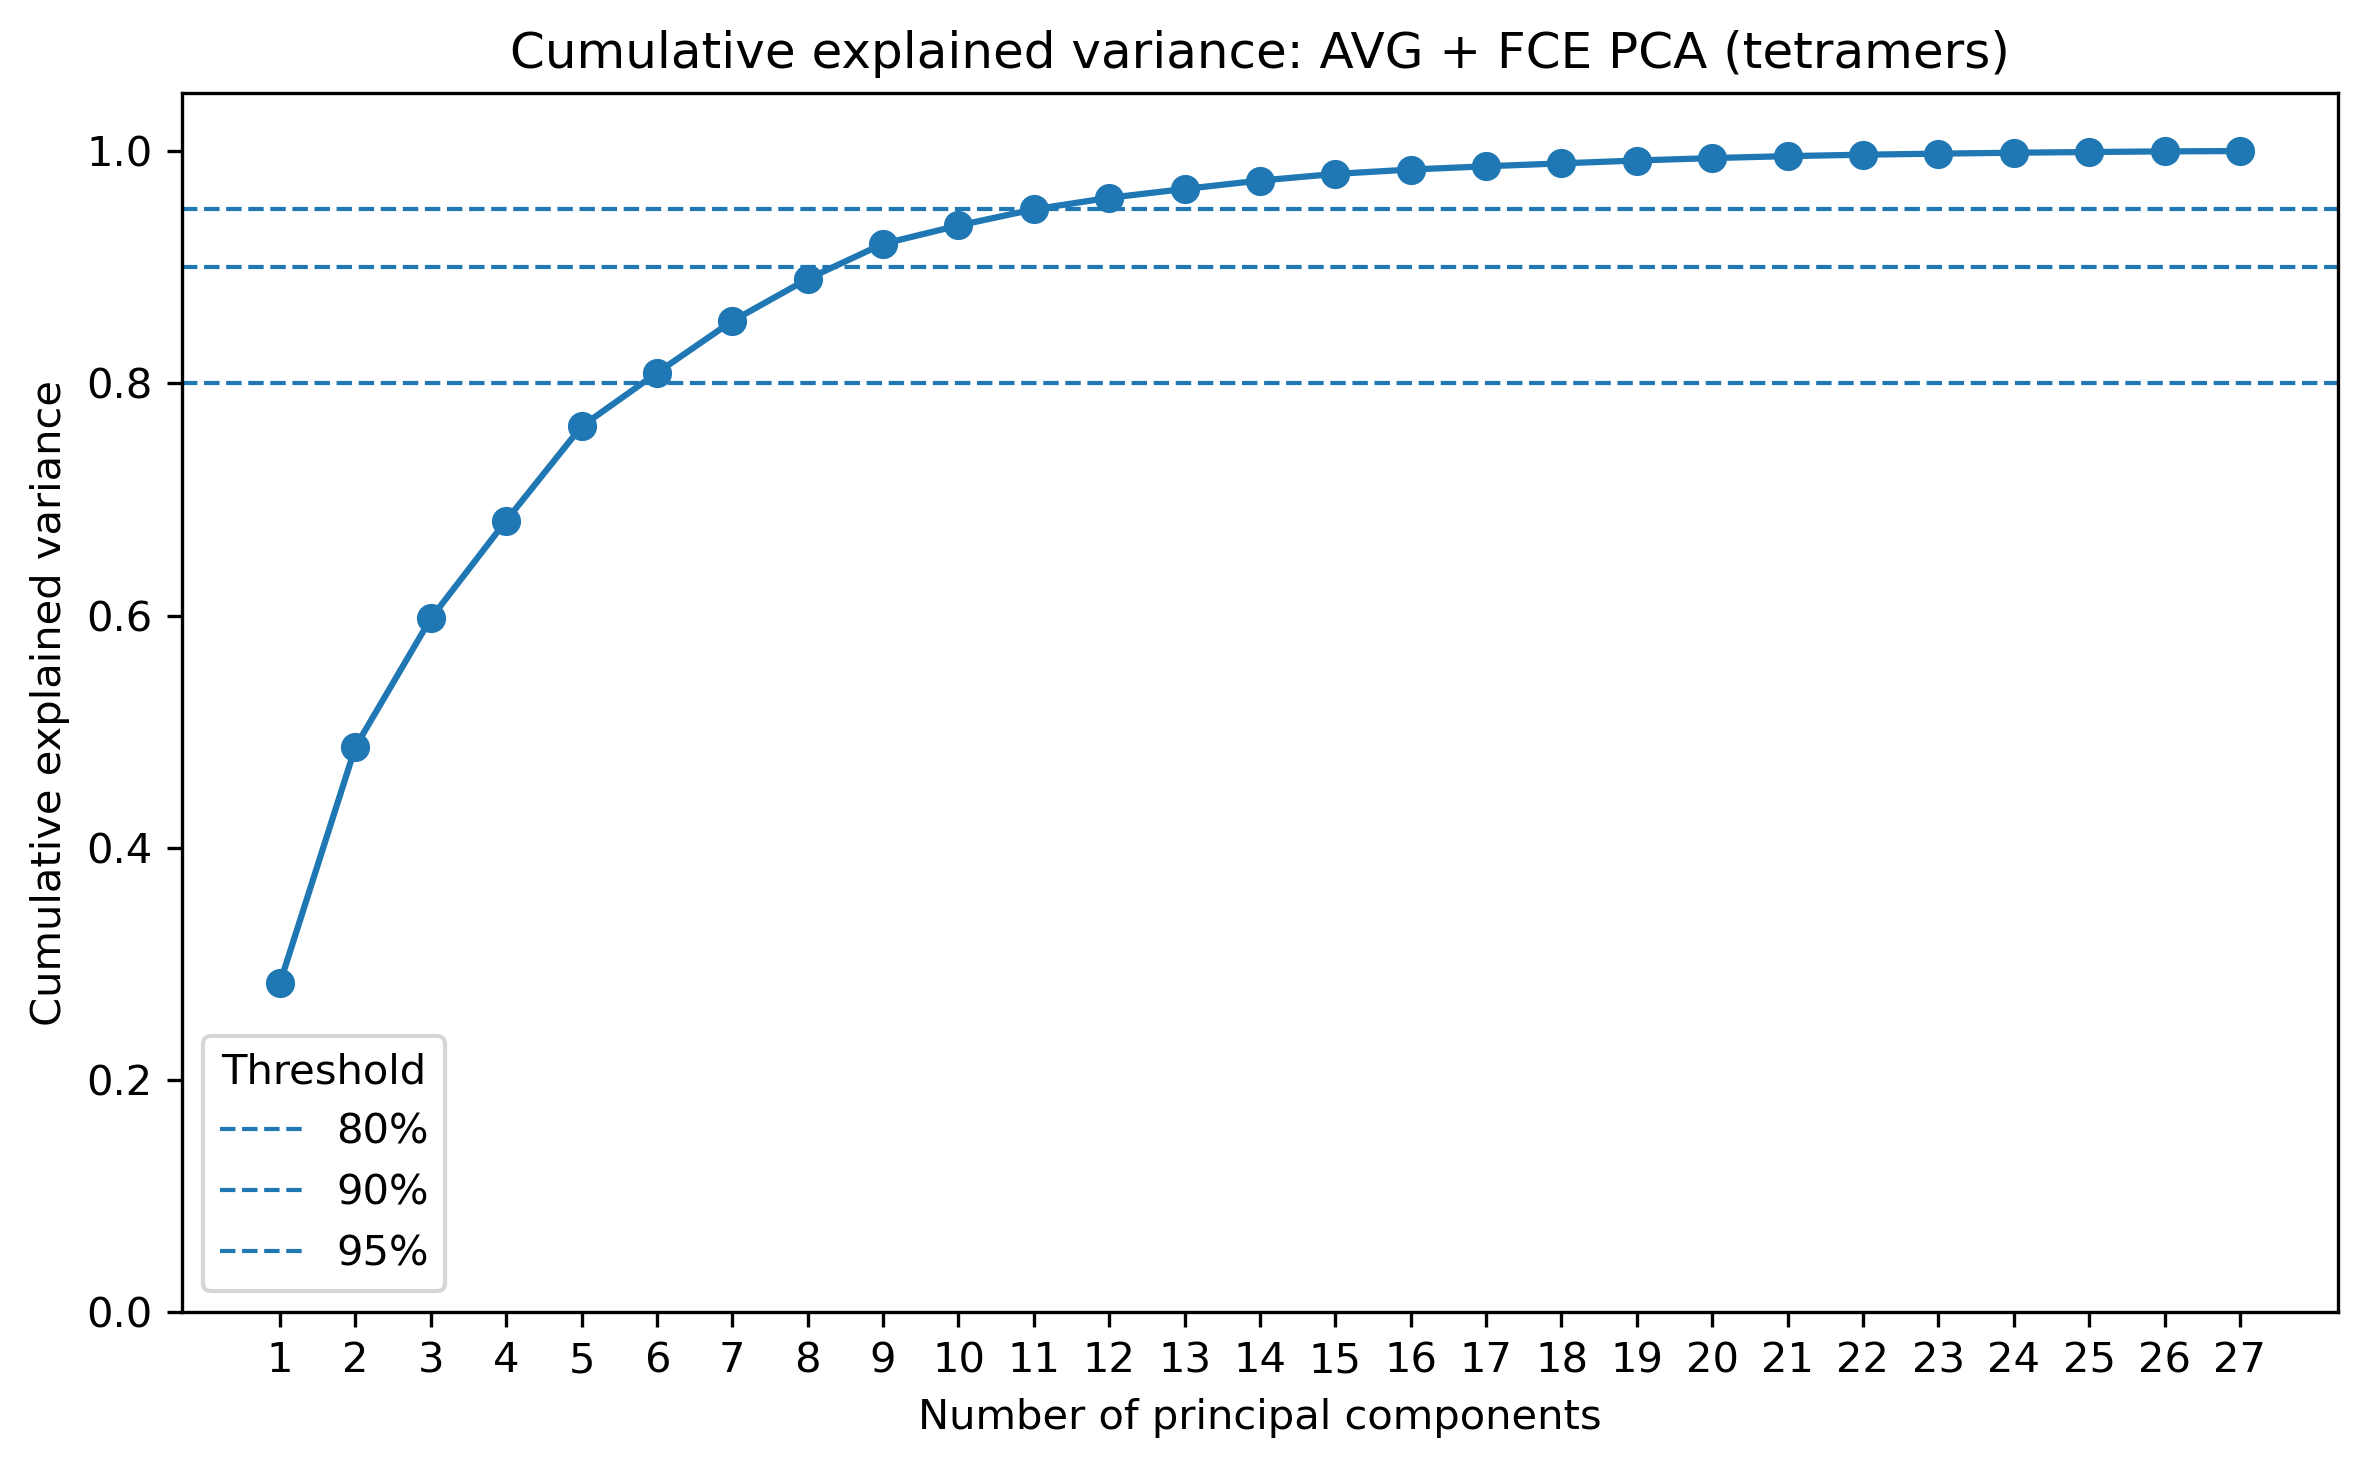 Cumulative explained variance: AVG + FCE PCA (tetramers)
Cumulative explained variance
1.0
0.8
0.6
0.4
0.2
0.0
Threshold
80%
90%
95%
1 2 3 4 5 6 7 8 9 10 11 12 13 14 15 16 17 18 19 20 21 22 23 24 25 26 27
Number of principal components